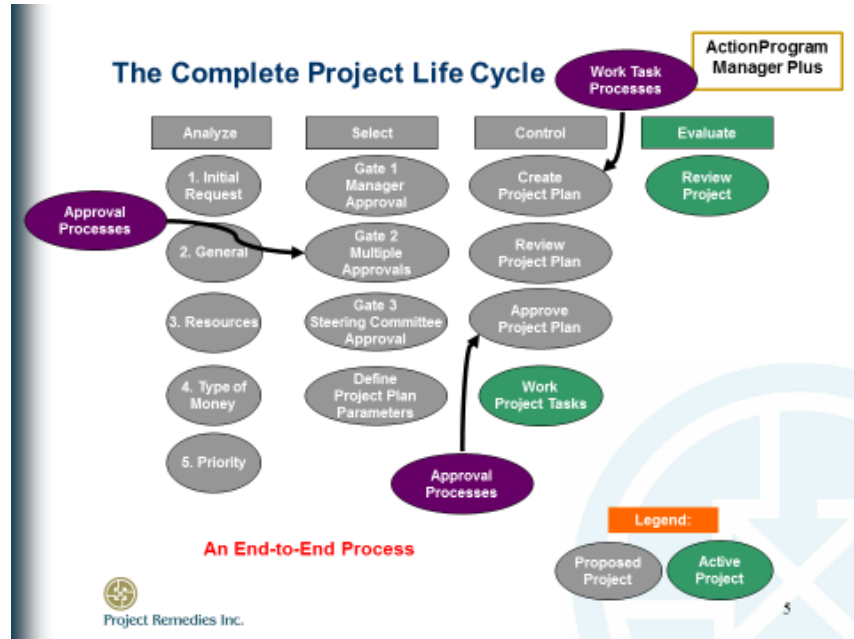 ActionProgram
Manager Plus
The Complete Project Life Cycle
Work Task
Processes
Analyze
Select
Control
Evaluate
1. Initial
Request
Gate 1
Manager
Approval
Create
Project Plan
Review
Project
Approval
Processes
2. General
Gate 2
Multiple
Approvals
Review
Project Plan
3. Resources
Gate 3
Steering Committee
Approval
Approve
Project Plan
4. Type of
Money
Define
Project Plan
Parameters
Work
Project Tasks
5. Priority
Approval
Processes
Legend:
An End-to-End Process
Proposed
Project
Active
Project
Project Remedies Inc.
5